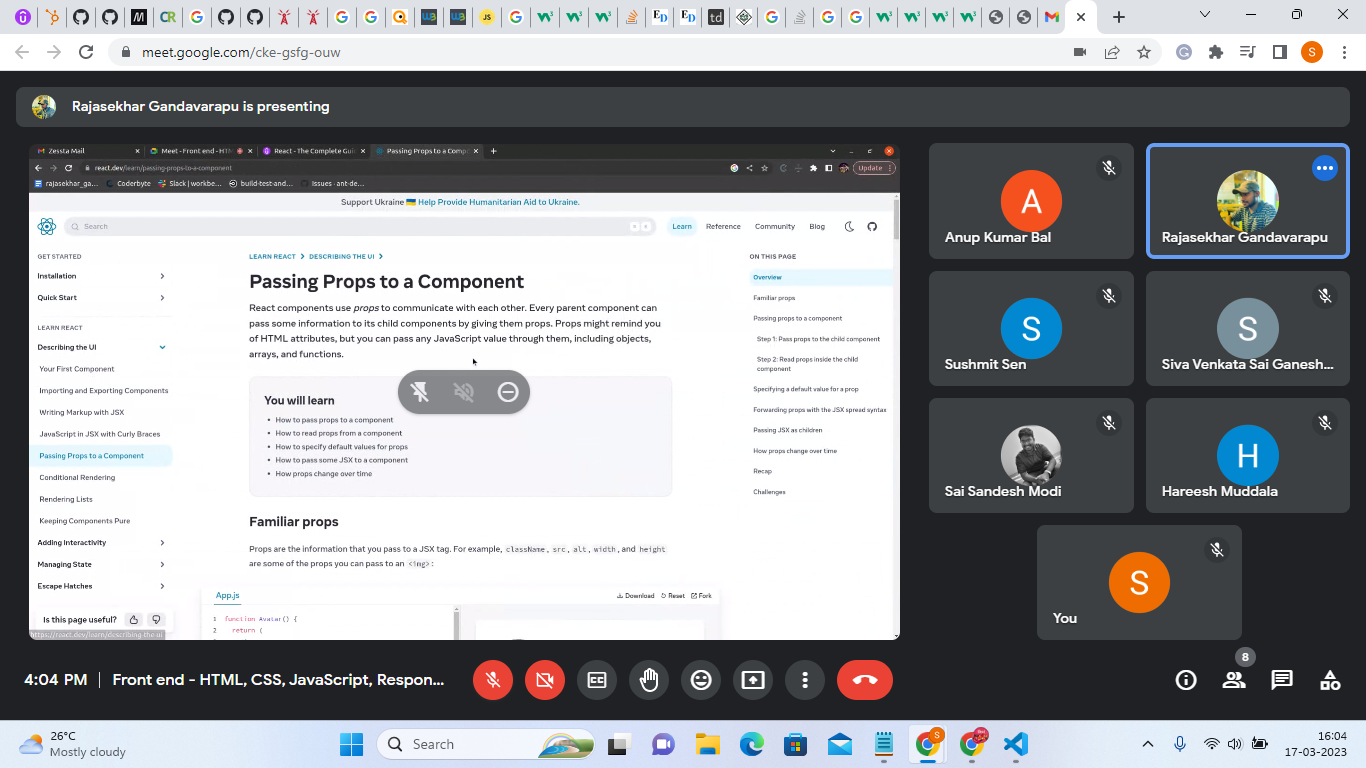 meet.google.com/cke-gsfg-ouw
S
Rajasekhar Gandavarapu is presenting
Zessta Mail
Meet - Front end - HTM
React - The Complete Gui
Passing Props to a Comp
react.dev/learn/passing-props-to-a-component
Update
rajasekhar_ga...
Coderbyte
Slack | workbe...
build-test-and...
Issues · ant-de...
Support Ukraine 🇺🇦 Help Provide Humanitarian Aid to Ukraine.
Search
Learn
Reference
Community
Blog
GET STARTED
Installation
Quick Start
LEARN REACT
Describing the UI
Your First Component
Importing and Exporting Components
Writing Markup with JSX
JavaScript in JSX with Curly Braces
Passing Props to a Component
Conditional Rendering
Rendering Lists
Keeping Components Pure
Adding Interactivity
Managing State
Escape Hatches
Is this page useful?
https://react.dev/learn/describing-the-ui
LEARN REACT > DESCRIBING THE UI >
Passing Props to a Component
React components use props to communicate with each other. Every parent component can
pass some information to its child components by giving them props. Props might remind you
of HTML attributes, but you can pass any JavaScript value through them, including objects,
arrays, and functions.
You will learn
• How to pass props to a component
• How to read props from a component
• How to specify default values for props
• How to pass some JSX to a component
• How props change over time
Familiar props
Props are the information that you pass to a JSX tag. For example, className, src, alt, width, and height
are some of the props you can pass to an <img>:
App.js
Download
Reset
Fork
1 function Avatar() {
2 return (
ON THIS PAGE
Overview
Familiar props
Passing props to a component
Step 1: Pass props to the child component
Step 2: Read props inside the child
component
Specifying a default value for a prop
Forwarding props with the JSX spread syntax
Passing JSX as children
How props change over time
Recap
Challenges
A
Anup Kumar Bal
Rajasekhar Gandavarapu
S
Sushmit Sen
S
Siva Venkata Sai Ganesh...
Sai Sandesh Modi
H
Hareesh Muddala
S
You
4:04 PM | Front end - HTML, CSS, JavaScript, Respon...
8
26°C
Mostly cloudy
Search
16:04
17-03-2023